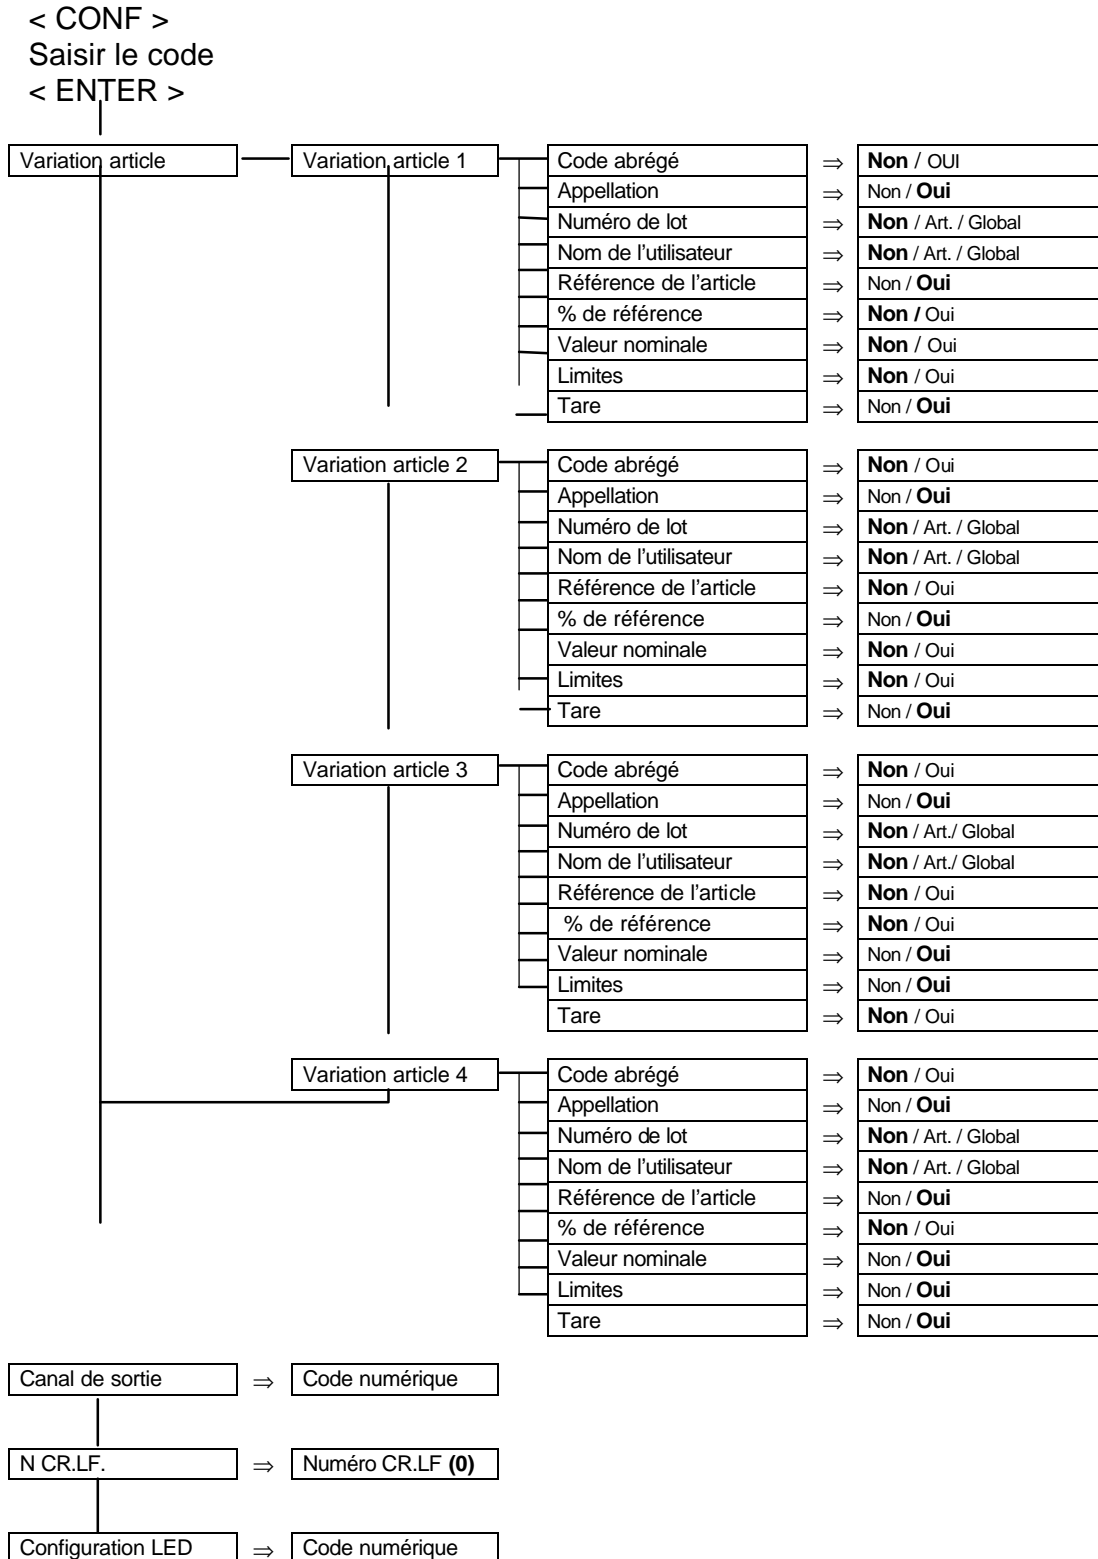 < CONF >
Saisir le code
< ENTER >
Variation article Variation article 1 Code abrégé ⇒ Non / OUI
Appellation ⇒ Non / Oui
Numéro de lot ⇒ Non / Art. / Global
Nom de l'utilisateur ⇒ Non / Art. / Global
Référence de l'article ⇒ Non / Oui
% de référence ⇒ Non / Oui
Valeur nominale ⇒ Non / Oui
Limites ⇒ Non / Oui
Tare ⇒ Non / Oui
Variation article 2 Code abrégé ⇒ Non / Oui
Appellation ⇒ Non / Oui
Numéro de lot ⇒ Non / Art. / Global
Nom de l'utilisateur ⇒ Non / Art. / Global
Référence de l'article ⇒ Non / Oui
% de référence ⇒ Non / Oui
Valeur nominale ⇒ Non / Oui
Limites ⇒ Non / Oui
Tare ⇒ Non / Oui
Variation article 3 Code abrégé ⇒ Non / Oui
Appellation ⇒ Non / Oui
Numéro de lot ⇒ Non / Art./ Global
Nom de l'utilisateur ⇒ Non / Art./ Global
Référence de l'article ⇒ Non / Oui
% de référence ⇒ Non / Oui
Valeur nominale ⇒ Non / Oui
Limites ⇒ Non / Oui
Tare ⇒ Non / Oui
Variation article 4 Code abrégé ⇒ Non / Oui
Appellation ⇒ Non / Oui
Numéro de lot ⇒ Non / Art. / Global
Nom de l'utilisateur ⇒ Non / Art. / Global
Référence de l'article ⇒ Non / Oui
% de référence ⇒ Non / Oui
Valeur nominale ⇒ Non / Oui
Limites ⇒ Non / Oui
Tare ⇒ Non / Oui
Canal de sortie ⇒ Code numérique
N CR.LF. ⇒ Numéro CR.LF (0)
Configuration LED ⇒ Code numérique